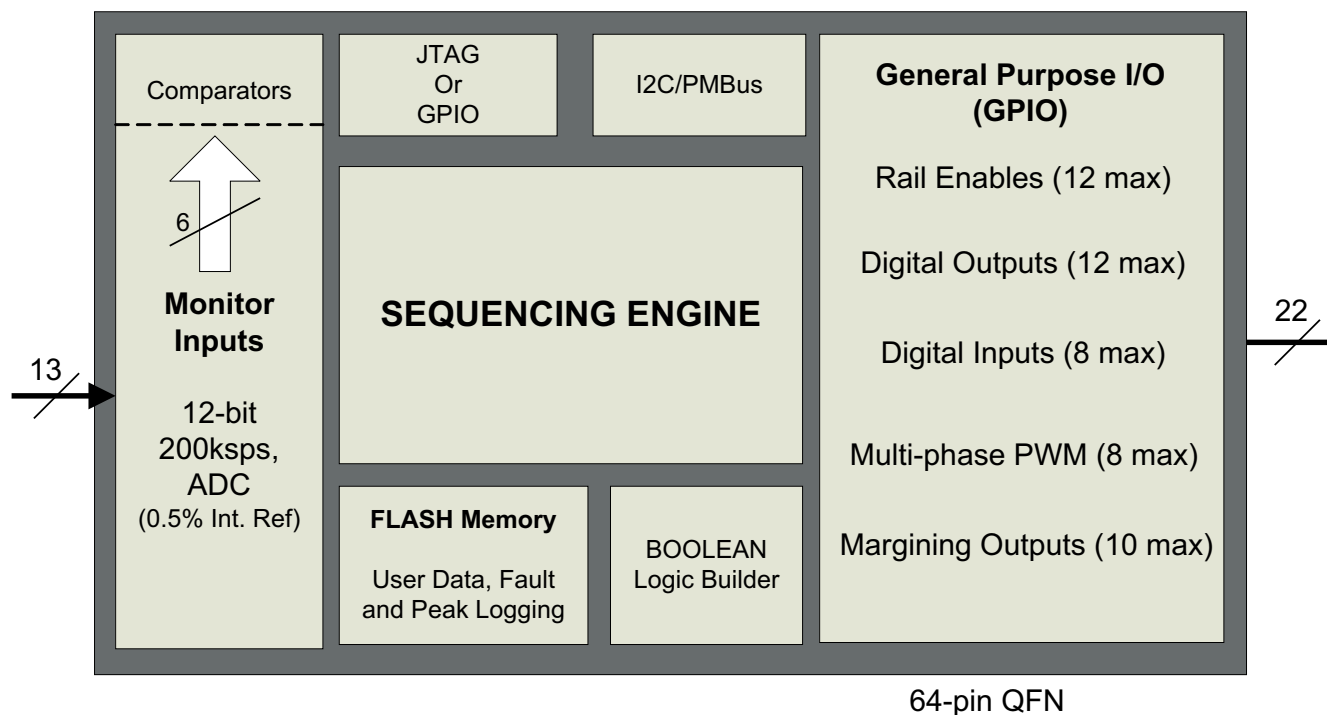 13
Comparators
6
Monitor
Inputs
12-bit
200ksps,
ADC
(0.5% Int. Ref)
JTAG
Or
GPIO
I2C/PMBus
SEQUENCING ENGINE
FLASH Memory
User Data, Fault
and Peak Logging
BOOLEAN
Logic Builder
General Purpose I/O
(GPIO)
Rail Enables (12 max)
Digital Outputs (12 max)
Digital Inputs (8 max)
Multi-phase PWM (8 max)
Margining Outputs (10 max)
22
64-pin QFN